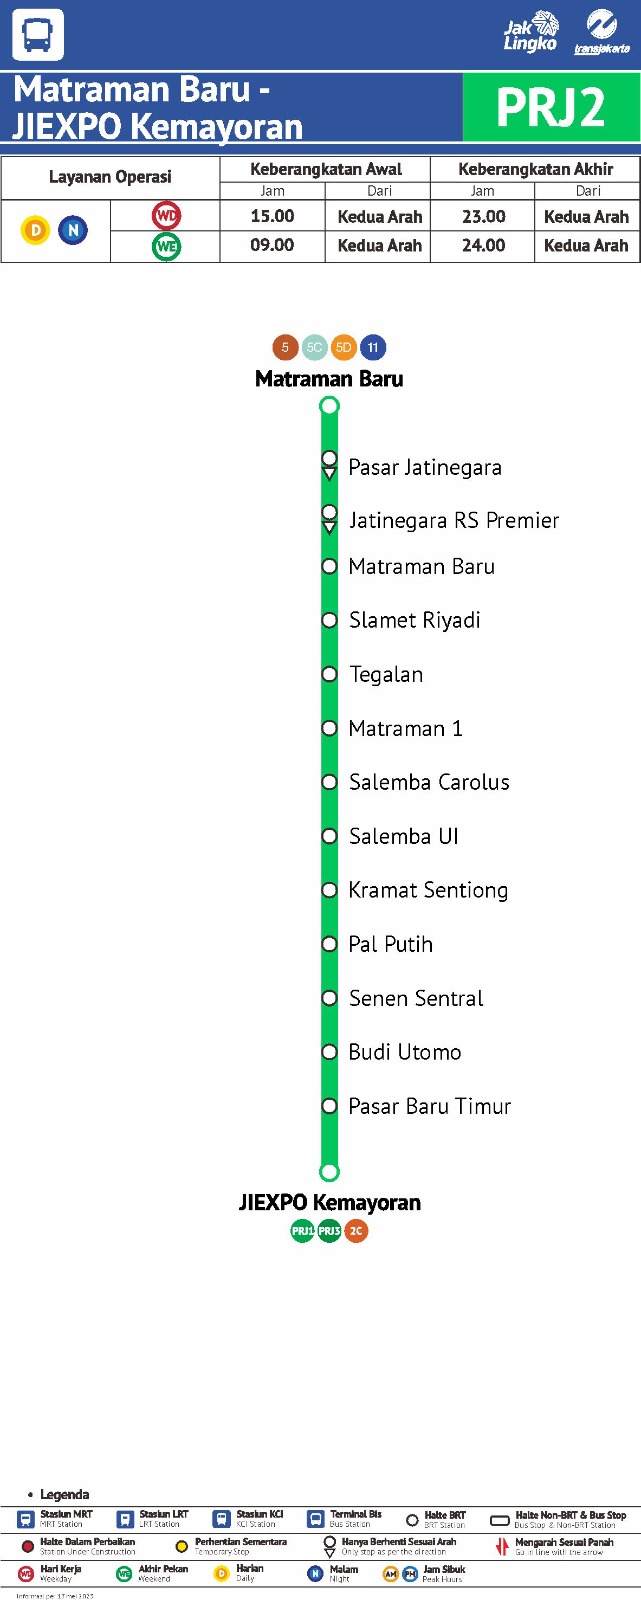 Jak
Lingko
transjakarta
Matraman Baru -
JIEXPO Kemayoran
PRJ2
Layanan Operasi
Keberangkatan Awal
Keberangkatan Akhir
Jam
Dari
Jam
Dari
D
N
WD
15.00
Kedua Arah
23.00
Kedua Arah
WE
09.00
Kedua Arah
24.00
Kedua Arah
5
5C
5D
11
Matraman Baru
Pasar Jatinegara
Jatinegara RS Premier
Matraman Baru
Slamet Riyadi
Tegalan
Matraman 1
Salemba Carolus
Salemba UI
Kramat Sentiong
Pal Putih
Senen Sentral
Budi Utomo
Pasar Baru Timur
JIEXPO Kemayoran
PRJ1
PRJ3
2C
• Legenda
Stasiun MRT
MRT Station
Stasiun LRT
LRT Station
Stasiun KCI
KCI Station
Terminal Bis
Bus Station
Halte BRT
BRT Station
Halte Non-BRT & Bus Stop
Bus Stop & Non-BRT Station
Halte Dalam Perbaikan
Station Under Construction
Perhentian Sementara
Temporary Stop
Hanya Berhenti Sesuai Arah
Only stop as per the direction
Mengarah Sesuai Panah
Go in line with the arrow
WD
Hari Kerja
Weekday
WE
Akhir Pekan
Weekend
D
Harian
Daily
N
Malam
Night
AM
PM
Jam Sibuk
Peak Hours
Informasi per 17 mei 2023